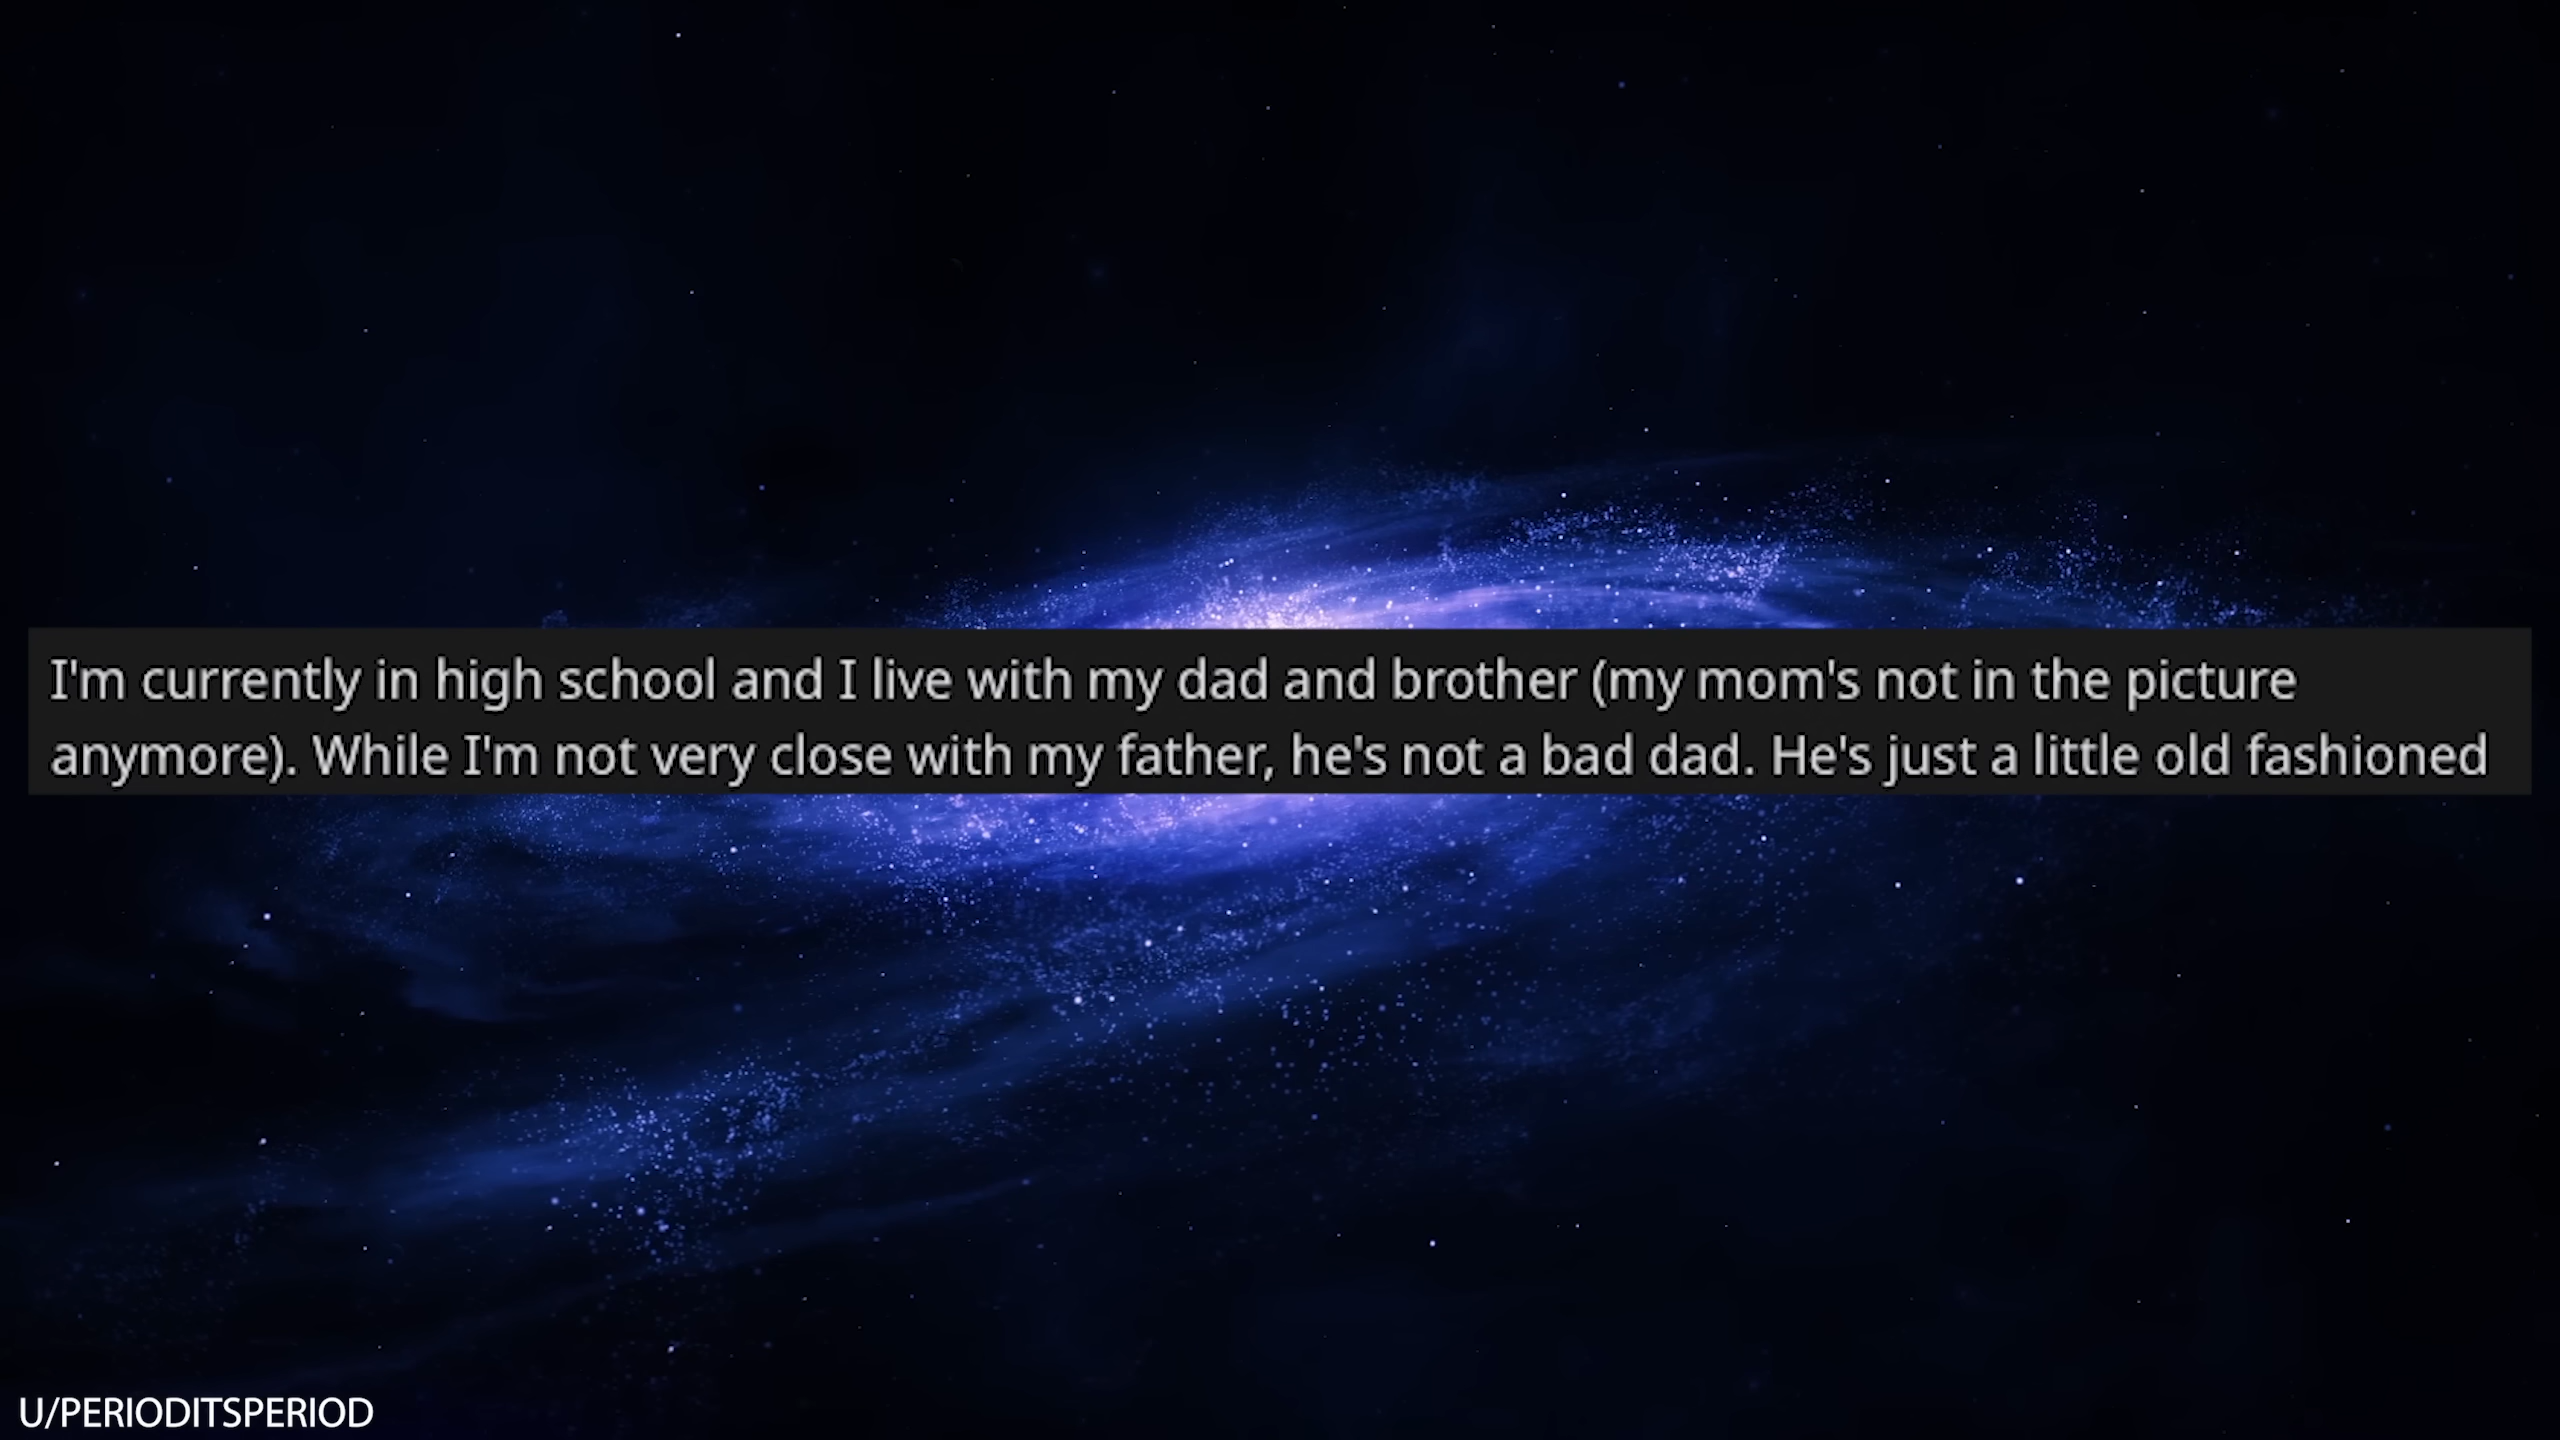 I'm currently in high school and I live with my dad and brother (my mom's not in the picture
anymore). While I'm not very close with my father, he's not a bad dad. He's just a little old fashioned
U/PERIODITSPERIOD